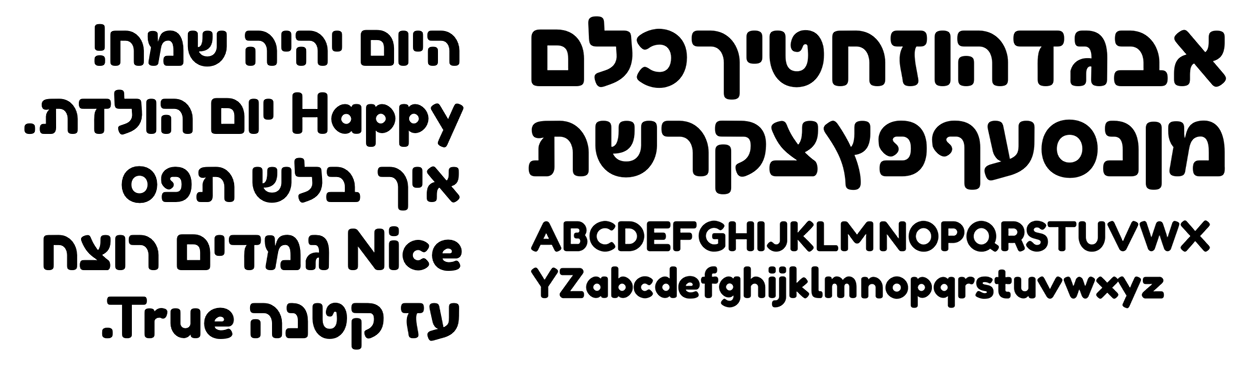 אבגדהוזחטיךכלם
מןנסעףפץצקרשת
ABCDEFGHIJKLMNOPQRSTUVWX
YZabcdefghijklmnopqrstuvwxyz
היום יהיה שמח!
Happy יום הולדת.
איך בלש תפס
Nice גמדים רוצח
עז קטנה True.